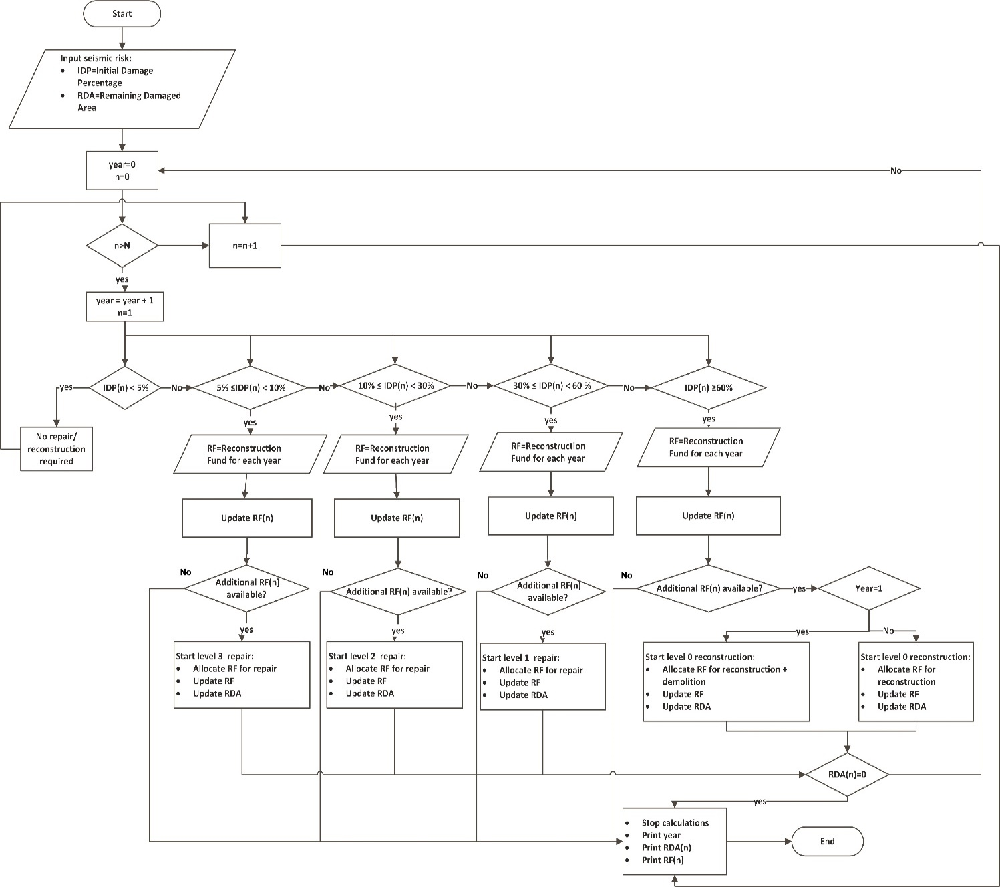 Start
Input seismic risk:
• IDP=Initial Damage
Percentage
• RDA=Remaining Damaged
Area
year=0
n=0
No
n>N
n=n+1
yes
year = year + 1
n=1
yes
IDP(n) < 5%
No
5% ≤IDP(n) < 10%
No
10% ≤ IDP(n) < 30%
No
30% ≤ IDP(n) < 60 %
No
IDP(n) ≥60%
No repair/
reconstruction
required
yes
yes
yes
yes
RF=Reconstruction
Fund for each year
RF=Reconstruction
Fund for each year
RF=Reconstruction
Fund for each year
RF=Reconstruction
Fund for each year
Update RF(n)
Update RF(n)
Update RF(n)
Update RF(n)
No
Additional RF(n)
available?
No
Additional RF(n) available?
No
Additional RF(n)
available?
No
Additional RF(n) available?
yes
Year=1
yes
yes
yes
yes
No
Start level 3 repair:
• Allocate RF for repair
• Update RF
• Update RDA
Start level 2 repair:
• Allocate RF for repair
• Update RF
• Update RDA
Start level 1 repair:
• Allocate RF for repair
• Update RF
• Update RDA
Start level 0 reconstruction:
• Allocate RF for reconstruction +
demolition
• Update RF
• Update RDA
Start level 0 reconstruction:
• Allocate RF for
reconstruction
• Update RF
• Update RDA
RDA(n)=0
yes
• Stop calculations
• Print year
• Print RDA(n)
• Print RF(n)
End